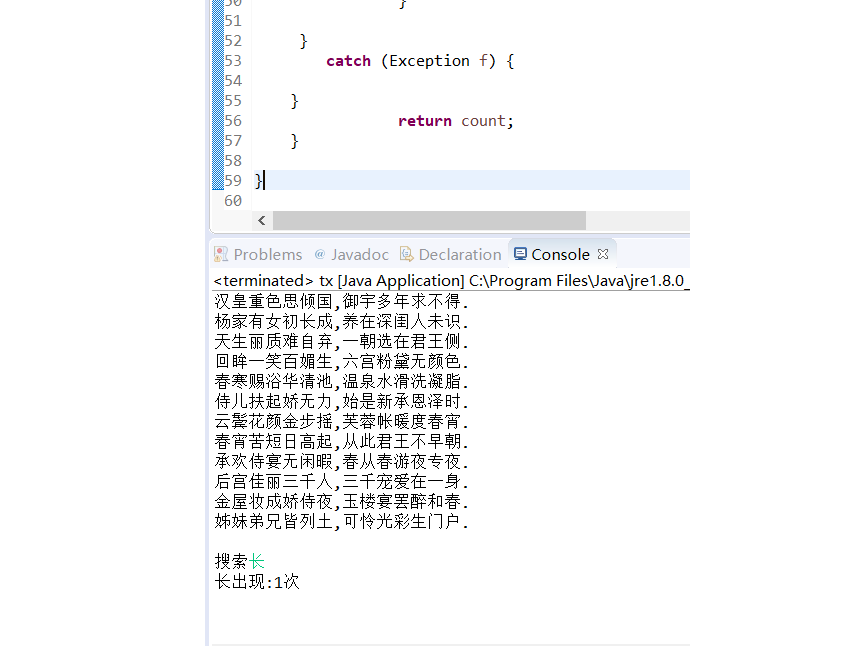 50 }
51
52 }
53 catch (Exception f) {
54
55 }
56 return count;
57 }
58
59 }
60
Problems @ Javadoc Declaration Console
<terminated> tx [Java Application] C:\Program Files\Java\jre1.8.0_
汉皇重色思倾国,御宇多年求不得.
杨家有女初长成,养在深闺人未识.
天生丽质难自弃,一朝选在君王侧.
回眸一笑百媚生,六宫粉黛无颜色.
春寒赐浴华清池,温泉水滑洗凝脂.
侍儿扶起娇无力,始是新承恩泽时.
云鬓花颜金步摇,芙蓉帐暖度春宵.
春宵苦短日高起,从此君王不早朝.
承欢侍宴无闲暇,春从春游夜专夜.
后宫佳丽三千人,三千宠爱在一身.
金屋妆成娇侍夜,玉楼宴罢醉和春.
姊妹弟兄皆列土,可怜光彩生门户.
搜索长
长出现:1次